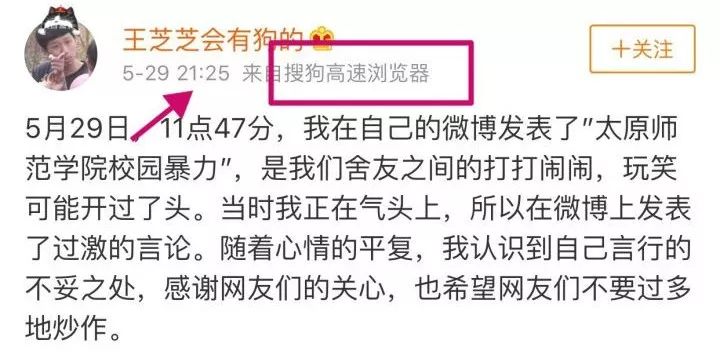 王芝芝会有狗的
+关注
5-29 21:25 来自搜狗高速浏览器
5月29日，11点47分，我在自己的微博发表了"太原师
范学院校园暴力"，是我们舍友之间的打打闹闹，玩笑
可能开过了头。当时我正在气头上，所以在微博上发表
了过激的言论。随着心情的平复，我认识到自己言行的
不妥之处，感谢网友们的关心，也希望网友们不要过多
地炒作。